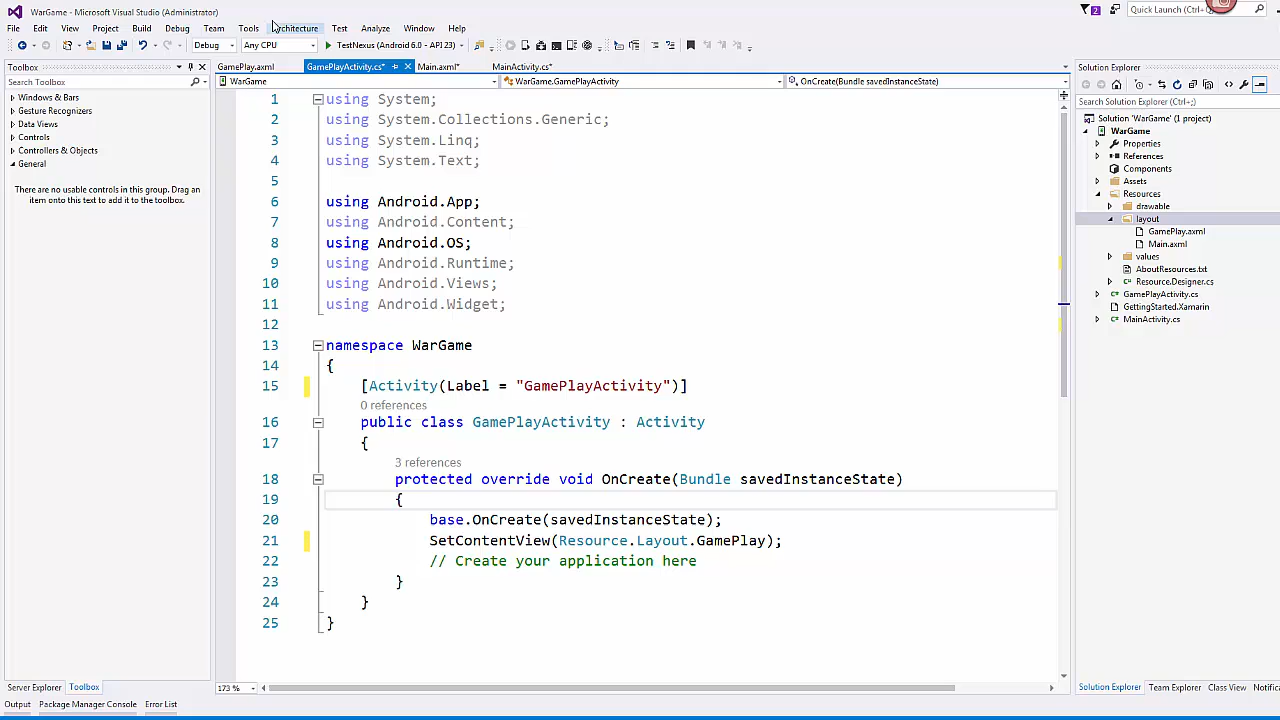 WarGame - Microsoft Visual Studio (Administrator)
2
Quick Launch (Ctrl+Q)
File Edit View Project Build Debug Team Tools Architecture Test Analyze Window Help
Debug Any CPU TestNexus (Android 6.0 - API 23)
Toolbox
GamePlay.axml GamePlayActivity.cs* Main.axml* MainActivity.cs*
Solution Explorer
Search Toolbox
WarGame WarGame.GamePlayActivity OnCreate(Bundle savedInstanceState)
Windows & Bars
Gesture Recognizers
Data Views
Controls
Controllers & Objects
General
There are no usable controls in this group. Drag an
item onto this text to add it to the toolbox.
1 using System;
2 using System.Collections.Generic;
3 using System.Linq;
4 using System.Text;
5
6 using Android.App;
7 using Android.Content;
8 using Android.OS;
9 using Android.Runtime;
10 using Android.Views;
11 using Android.Widget;
12
13 namespace WarGame
14 {
15 [Activity(Label = "GamePlayActivity")]
0 references
16 public class GamePlayActivity : Activity
17 {
3 references
18 protected override void OnCreate(Bundle savedInstanceState)
19 {
20 base.OnCreate(savedInstanceState);
21 SetContentView(Resource.Layout.GamePlay);
22 // Create your application here
23 }
24 }
25 }
173 %
Search Solution Explorer (Ctrl+;)
Solution 'WarGame' (1 project)
WarGame
Properties
References
Components
Assets
Resources
drawable
layout
GamePlay.axml
Main.axml
values
AboutResources.txt
Resource.Designer.cs
GamePlayActivity.cs
GettingStarted.Xamarin
MainActivity.cs
Server Explorer Toolbox
Solution Explorer Team Explorer Class View Notific
Output Package Manager Console Error List